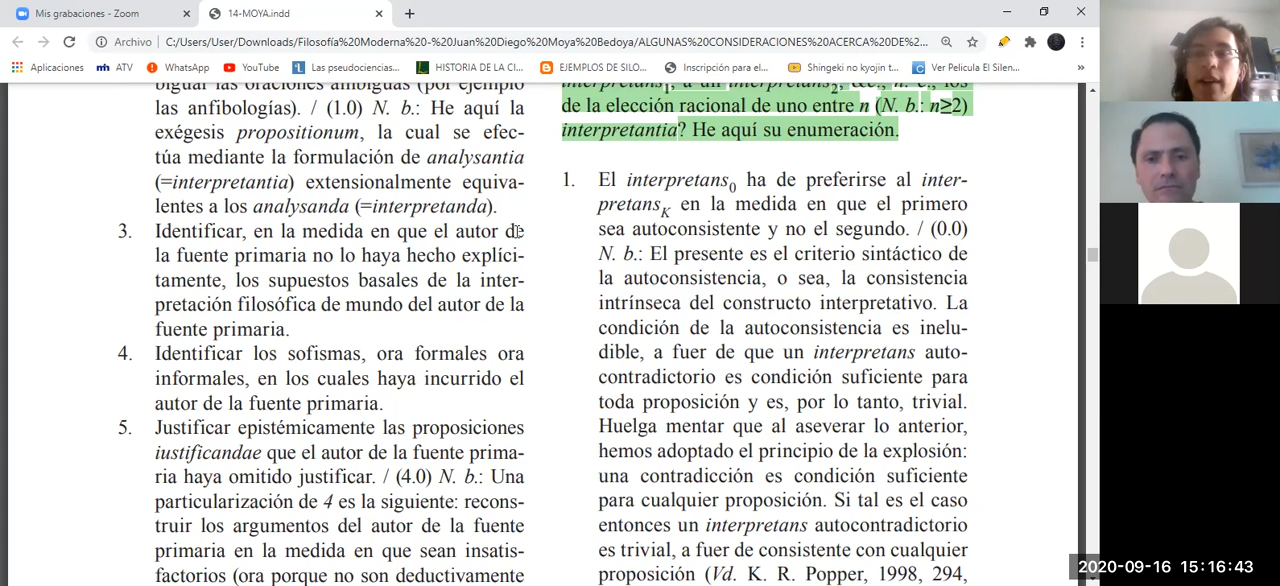 Mis grabaciones - Zoom
14-MOYA.indd
Archivo
C:/Users/User/Downloads/Filosofía%20Moderna%20-%20Juan%20Diego%20Moya%20Bedoya/ALGUNAS%20CONSIDERACIONES%20ACERCA%20DE%...
Aplicaciones
ATV
WhatsApp
YouTube
Las pseudociencias...
HISTORIA DE LA CI...
EJEMPLOS DE SILO...
Inscripción para el...
Shingeki no kyojin t...
Ver Pelicula El Silen...
»
biguar las oraciones ambiguas (por ejemplo
las anfibologías). / (1.0) N. b.: He aquí la
exégesis propositionum, la cual se efec-
túa mediante la formulación de analysantia
(=interpretantia) extensionalmente equiva-
lentes a los analysanda (=interpretanda).
3. Identificar, en la medida en que el autor de
la fuente primaria no lo haya hecho explíci-
tamente, los supuestos basales de la inter-
pretación filosófica de mundo del autor de la
fuente primaria.
4. Identificar los sofismas, ora formales ora
informales, en los cuales haya incurrido el
autor de la fuente primaria.
5. Justificar epistémicamente las proposiciones
iustificandae que el autor de la fuente prima-
ria haya omitido justificar. / (4.0) N. b.: Una
particularización de 4 es la siguiente: recons-
truir los argumentos del autor de la fuente
primaria en la medida en que sean insatis-
factorios (ora porque no son deductivamente
interpretans1, a un interpretans2, &c., n. e., los
de la elección racional de uno entre n (N. b.: n≥2)
interpretantia? He aquí su enumeración.
1. El interpretans0 ha de preferirse al inter-
pretansK en la medida en que el primero
sea autoconsistente y no el segundo. / (0.0)
N. b.: El presente es el criterio sintáctico de
la autoconsistencia, o sea, la consistencia
intrínseca del constructo interpretativo. La
condición de la autoconsistencia es inelu-
dible, a fuer de que un interpretans auto-
contradictorio es condición suficiente para
toda proposición y es, por lo tanto, trivial.
Huelga mentar que al aseverar lo anterior,
hemos adoptado el principio de la explosión:
una contradicción es condición suficiente
para cualquier proposición. Si tal es el caso
entonces un interpretans autocontradictorio
es trivial, a fuer de consistente con cualquier
proposición (Vd. K. R. Popper, 1998, 294,
2020-09-16 15:16:43